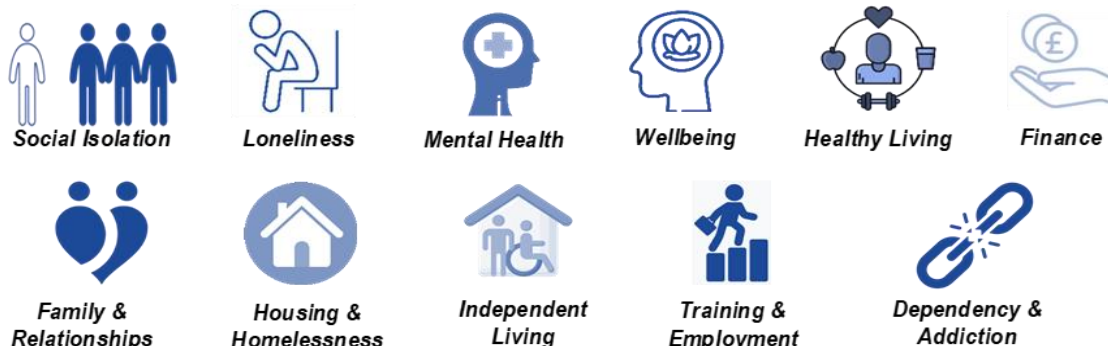 Social Isolation
Loneliness
Mental Health
Wellbeing
Healthy Living
£
Finance
Family &
Relationships
Housing &
Homelessness
Independent
Living
Training &
Employment
Dependency &
Addiction